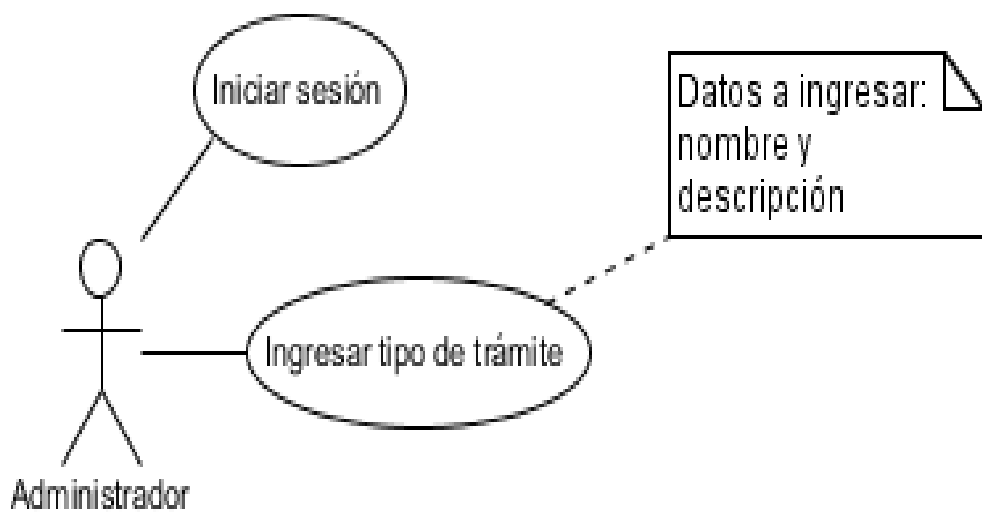 Iniciar sesión
Datos a ingresar:
nombre y
descripción
Ingresar tipo de trámite
Administrador